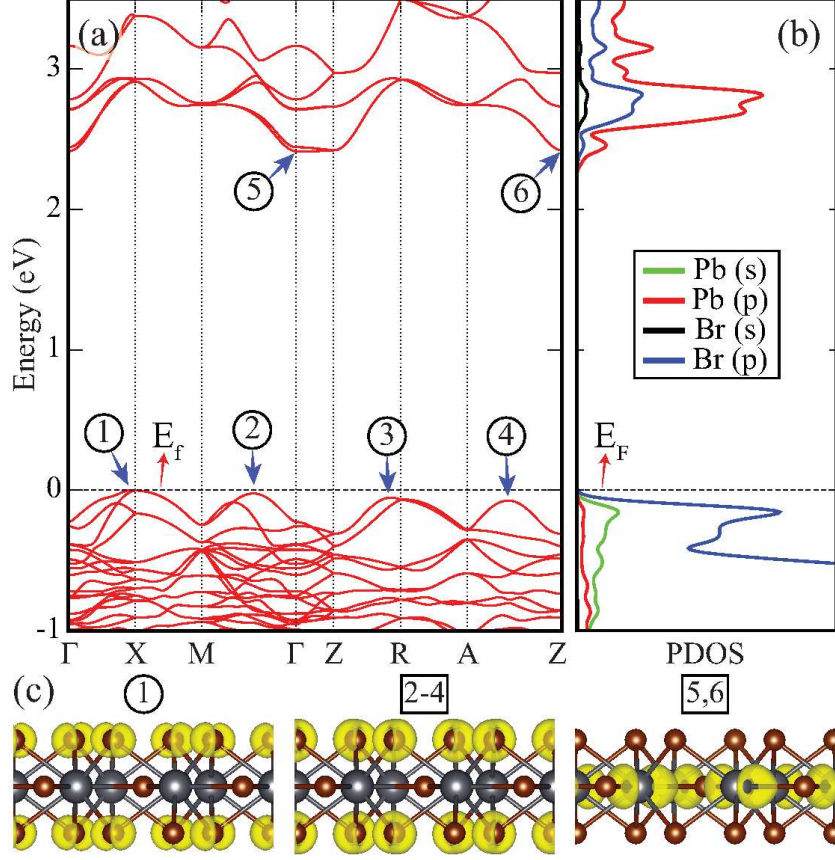 (a)
(b)
3
2
1
0
-1
Energy (eV)
5
6
Pb (s)
Pb (p)
Br (s)
Br (p)
1
E_f
2
3
4
E_F
Γ X M Γ Z R A Z
PDOS
(c)
1
2-4
5,6